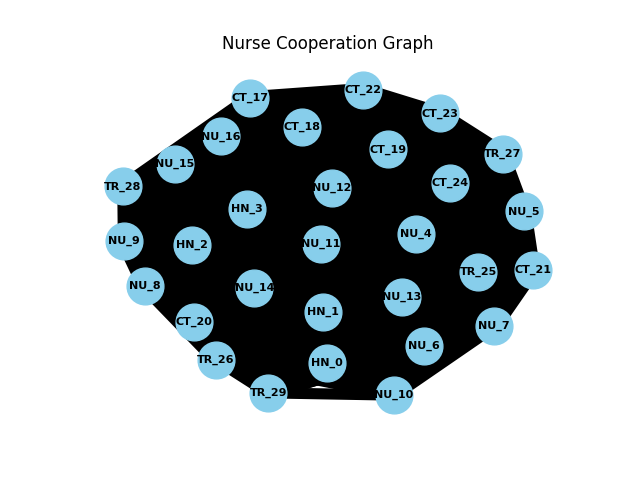 Nurse Cooperation Graph
CT_22
CT_17
CT_23
CT_18
NU_16
CT_19
TR_27
NU_15
CT_24
TR_28
NU_12
HN_3
NU_5
NU_4
NU_9
HN_2
NU_11
CT_21
TR_25
NU_8
NU_14
NU_13
HN_1
CT_20
NU_7
NU_6
TR_26
HN_0
TR_29
NU_10